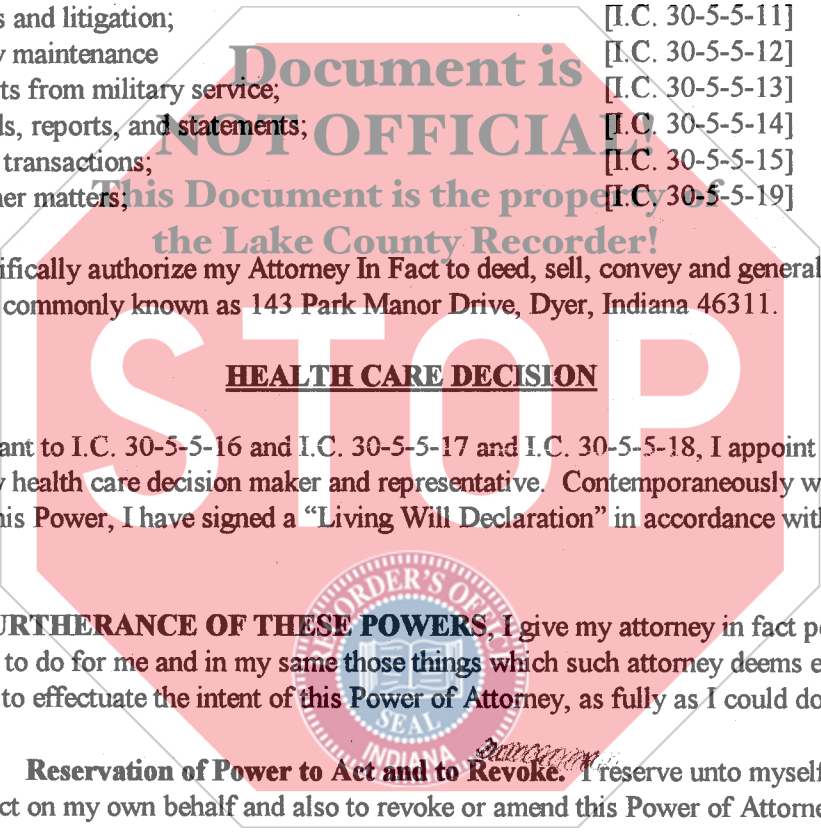 s and litigation; [I.C. 30-5-5-11]
y maintenance [I.C. 30-5-5-12]
ts from military service; [I.C. 30-5-5-13]
ls, reports, and statements; [I.C. 30-5-5-14]
transactions; [I.C. 30-5-5-15]
er matters; [I.C. 30-5-5-19]
Document is
NOT OFFICIAL!
This Document is the property of
the Lake County Recorder!
ifically authorize my Attorney In Fact to deed, sell, convey and general
commonly known as 143 Park Manor Drive, Dyer, Indiana 46311.
STOP
HEALTH CARE DECISION
ant to I.C. 30-5-5-16 and I.C. 30-5-5-17 and I.C. 30-5-5-18, I appoint
y health care decision maker and representative. Contemporaneously w
his Power, I have signed a “Living Will Declaration” in accordance with
URTHERANCE OF THESE POWERS, I give my attorney in fact p
to do for me and in my same those things which such attorney deems e
to effectuate the intent of this Power of Attorney, as fully as I could do
RECORDER'S OFFICE
SEAL
INDIANA
Reservation of Power to Act and to Revoke. I reserve unto myself
ct on my own behalf and also to revoke or amend this Power of Attorne